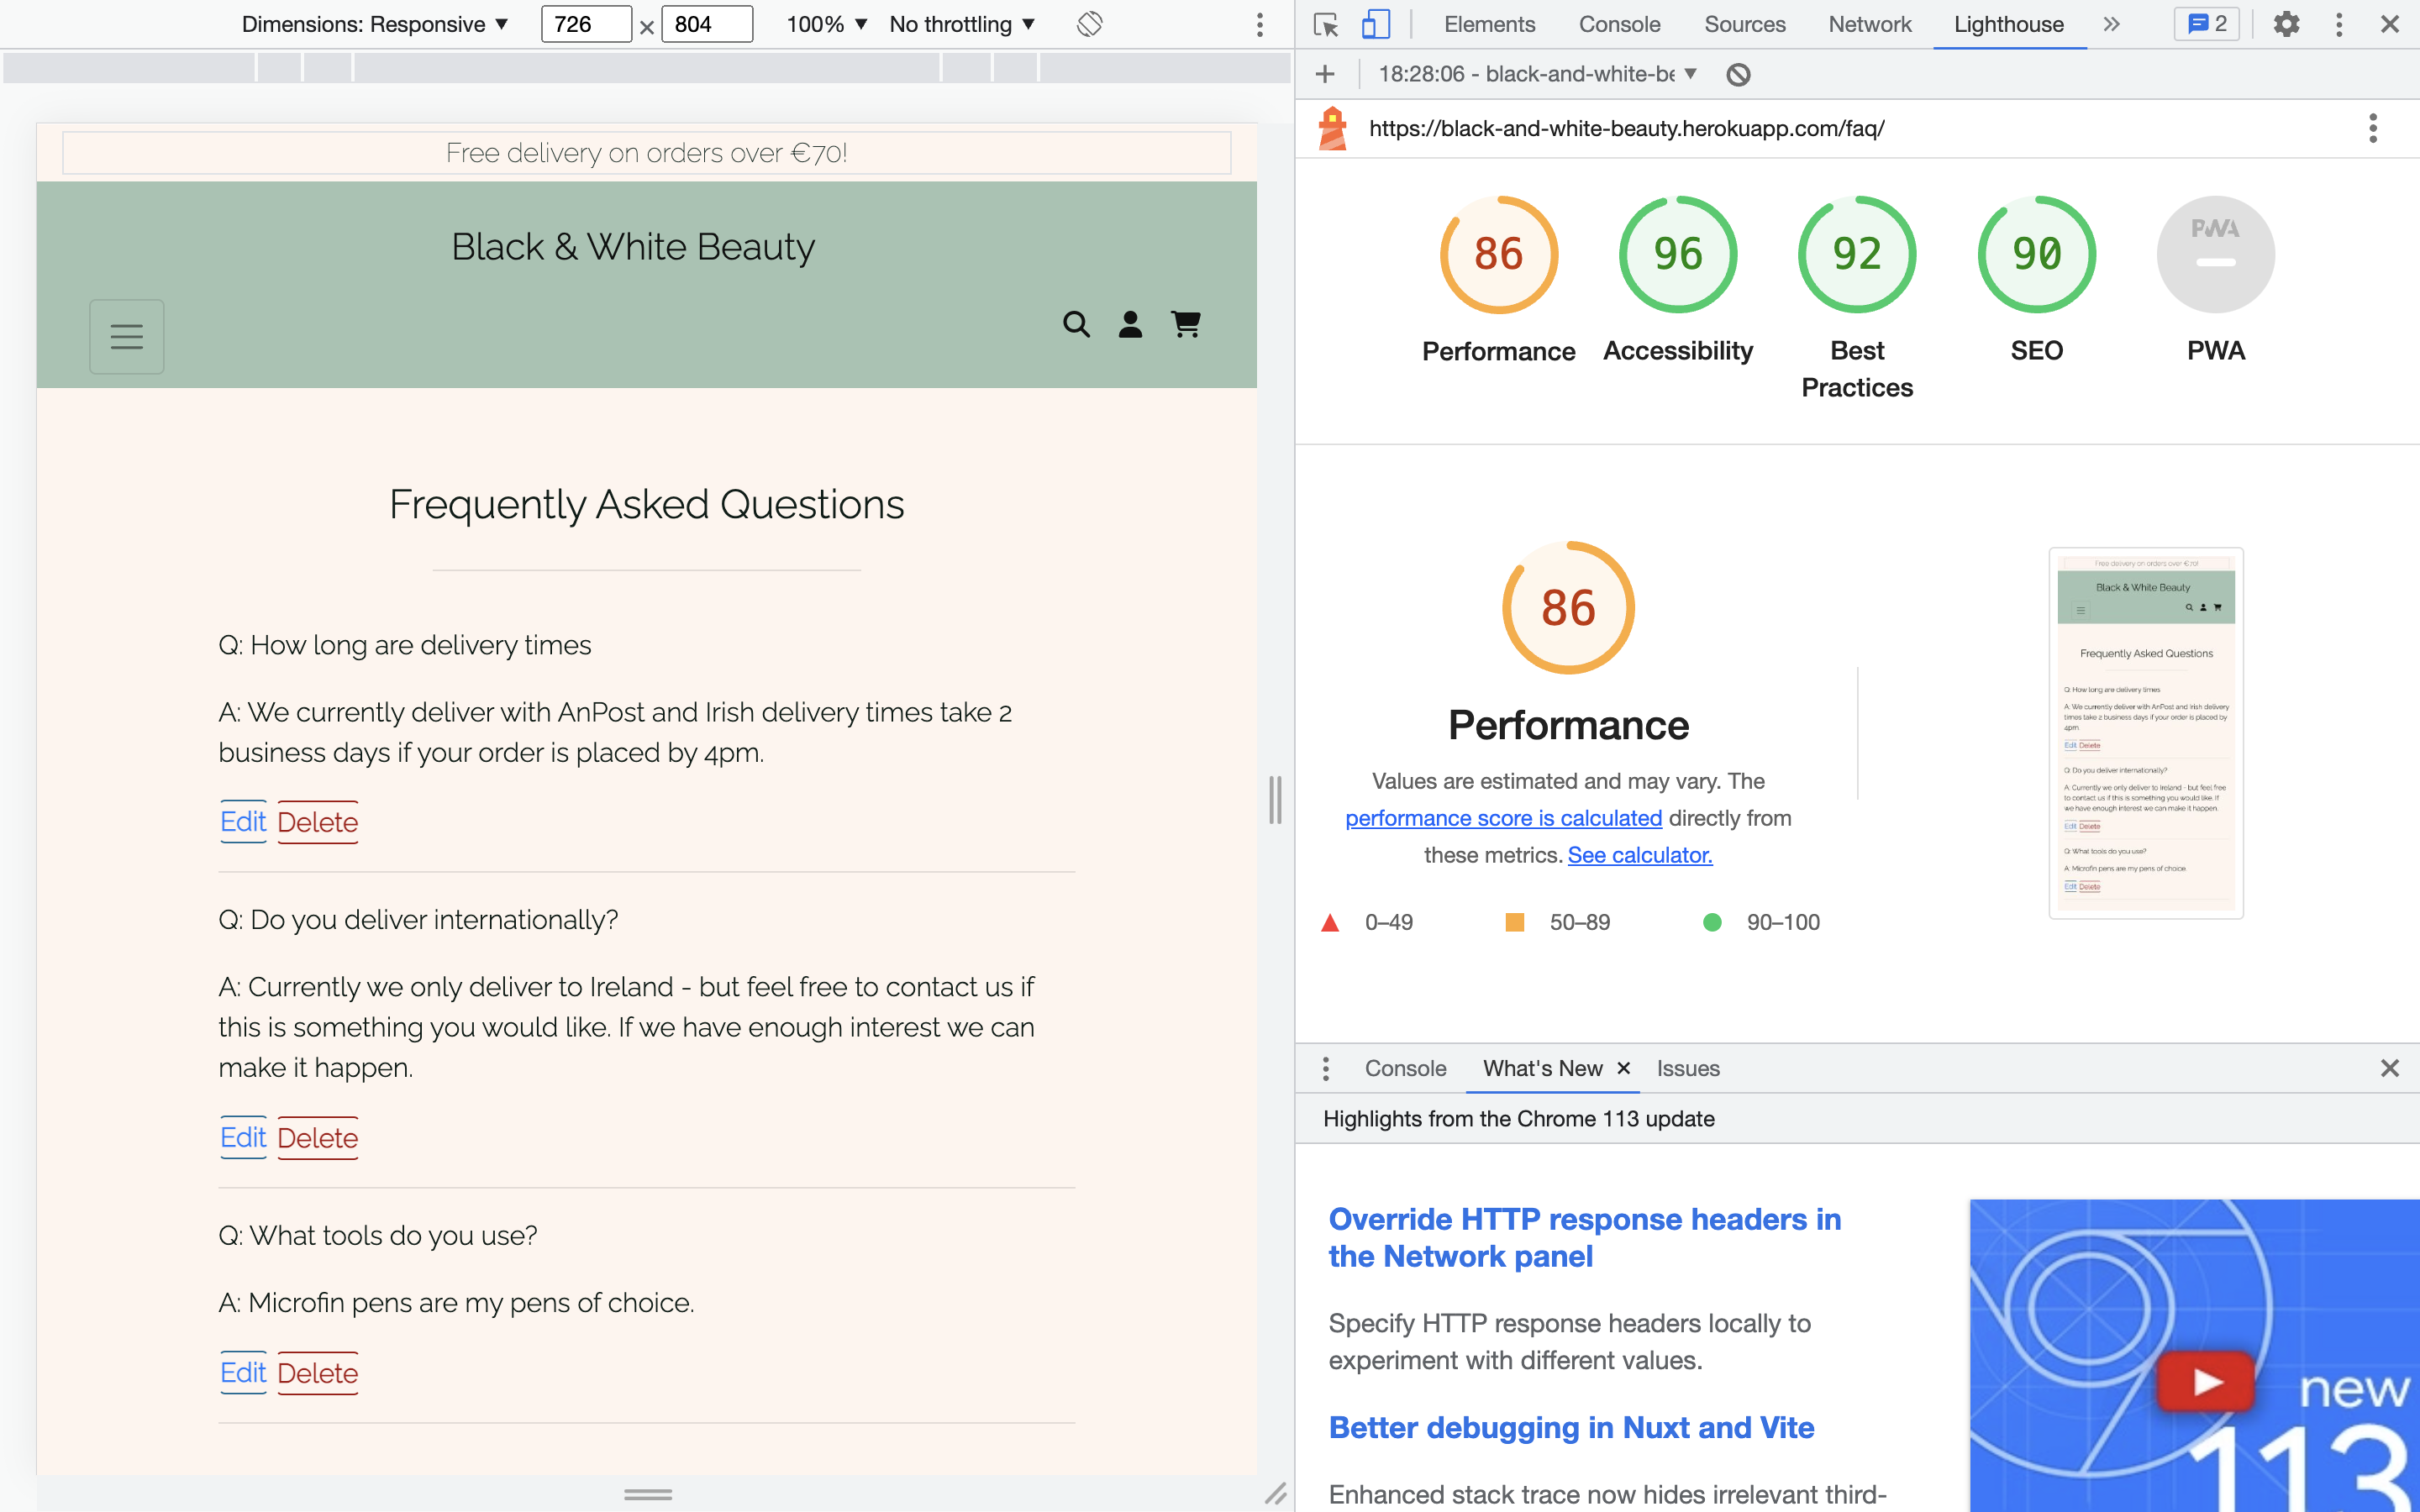 Dimensions: Responsive ▼ 726 × 804 100% ▼ No throttling ▼
Free delivery on orders over €70!
Black & White Beauty
Frequently Asked Questions
Q: How long are delivery times
A: We currently deliver with AnPost and Irish delivery times take 2
business days if your order is placed by 4pm.
Edit Delete
Q: Do you deliver internationally?
A: Currently we only deliver to Ireland - but feel free to contact us if
this is something you would like. If we have enough interest we can
make it happen.
Edit Delete
Q: What tools do you use?
A: Microfin pens are my pens of choice.
Edit Delete
Elements Console Sources Network Lighthouse » 2
18:28:06 - black-and-white-be ▼
https://black-and-white-beauty.herokuapp.com/faq/
86 96 92 90 PWA
Performance Accessibility Best Practices SEO PWA
86
Performance
Values are estimated and may vary. The
performance score is calculated directly from
these metrics. See calculator.
0–49 50–89 90–100
Free delivery on orders over €70!
Black & White Beauty
Frequently Asked Questions
Q: How long are delivery times
A: We currently deliver with AnPost and Irish delivery
times take 2 business days if your order is placed by
4pm.
Edit Delete
Q: Do you deliver internationally?
A: Currently we only deliver to Ireland - but feel free
to contact us if this is something you would like. If
we have enough interest we can make it happen.
Edit Delete
Q: What tools do you use?
A: Microfin pens are my pens of choice.
Edit Delete
Console What's New × Issues
Highlights from the Chrome 113 update
Override HTTP response headers in
the Network panel
Specify HTTP response headers locally to
experiment with different values.
Better debugging in Nuxt and Vite
Enhanced stack trace now hides irrelevant third-
new
113